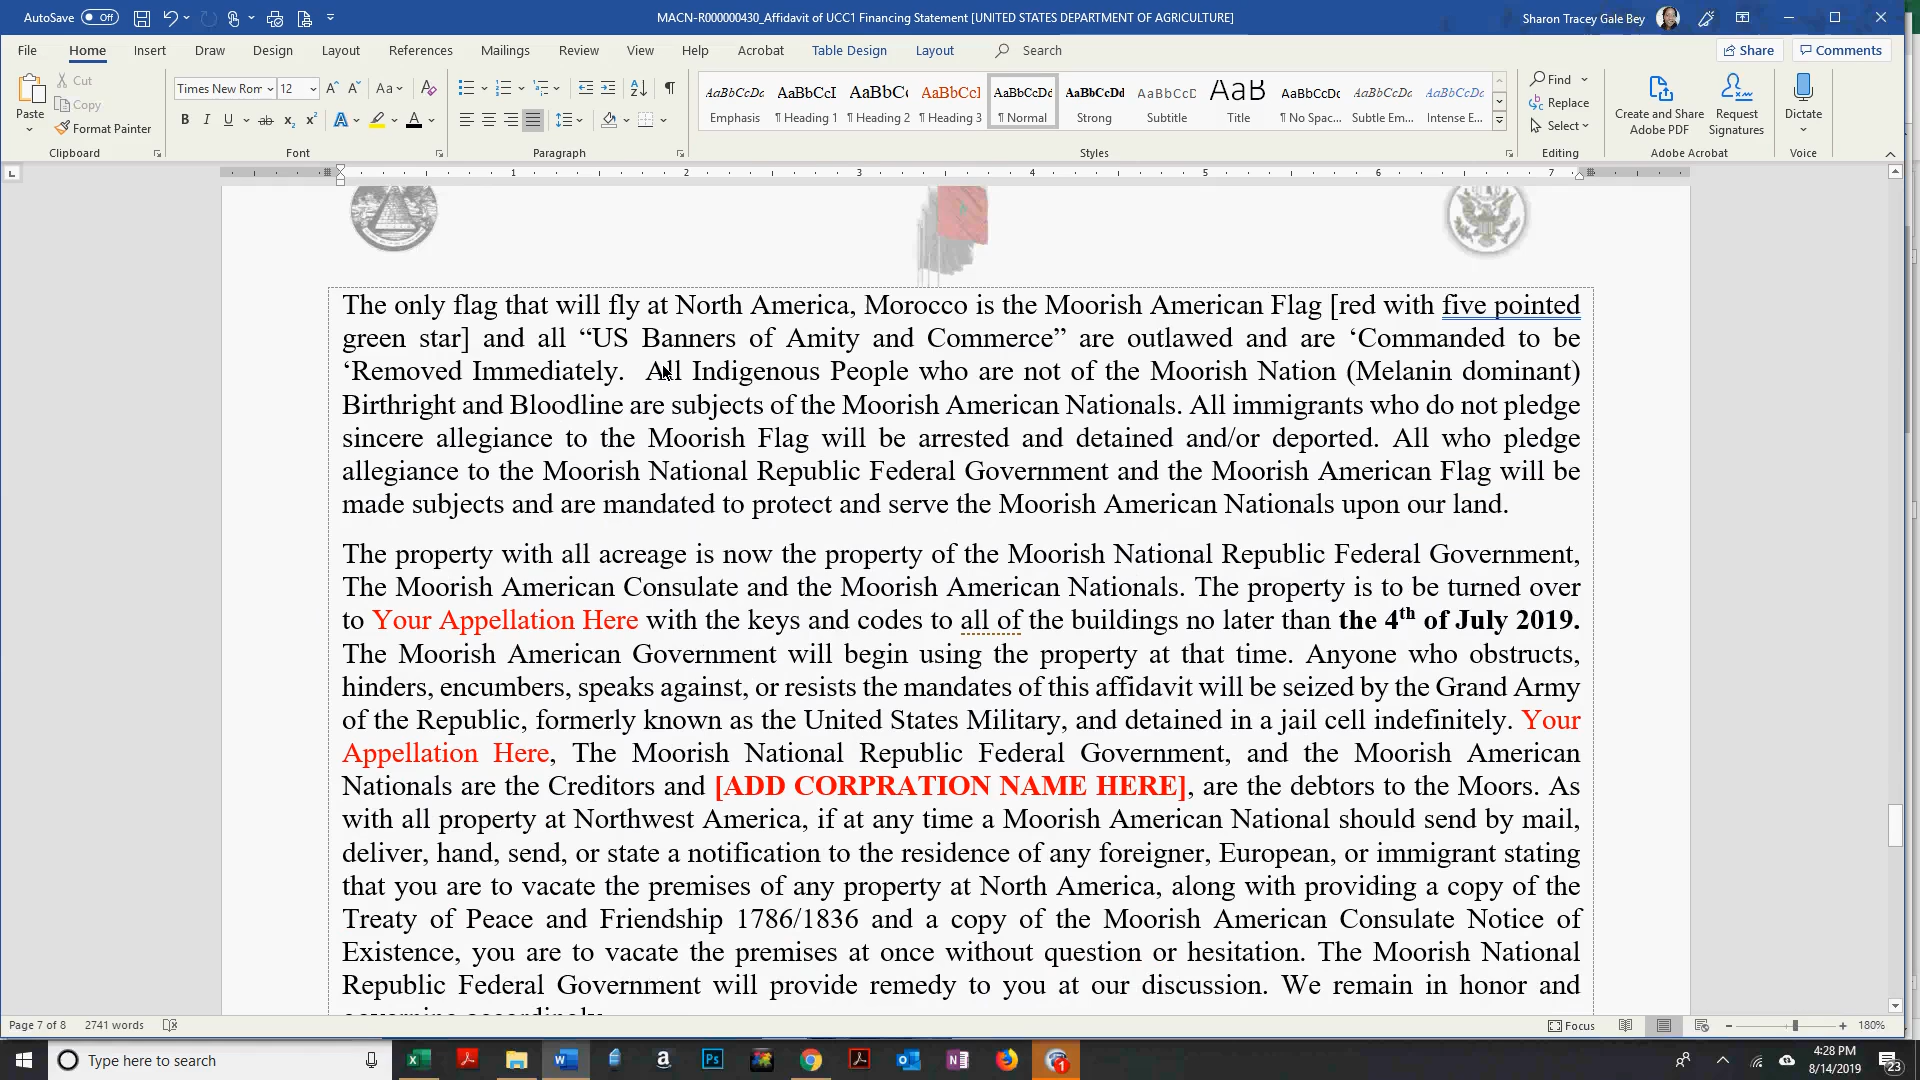 AutoSave Off MACN-R000000430_Affidavit of UCC1 Financing Statement [UNITED STATES DEPARTMENT OF AGRICULTURE] Sharon Tracey Gale Bey
File Home Insert Draw Design Layout References Mailings Review View Help Acrobat Table Design Layout Search Share Comments
Paste Cut Copy Format Painter
Clipboard
Times New Ror 12
Font
Paragraph
AaBbCcDc AaBbCcI AaBbCc AaBbCcI AaBbCcDd AaBbCcDd AaBbCcD AaB AaBbCcDc AaBbCcDc AaBbCcDc
Emphasis ¶ Heading 1 ¶ Heading 2 ¶ Heading 3 ¶ Normal Strong Subtitle Title ¶ No Spac... Subtle Em... Intense E...
Styles
Find
Replace
Select
Editing
Create and Share Adobe PDF
Request Signatures
Adobe Acrobat
Dictate
Voice
1 2 3 4 5 6 7
The only flag that will fly at North America, Morocco is the Moorish American Flag [red with five pointed
green star] and all “US Banners of Amity and Commerce” are outlawed and are ‘Commanded to be
‘Removed Immediately. All Indigenous People who are not of the Moorish Nation (Melanin dominant)
Birthright and Bloodline are subjects of the Moorish American Nationals. All immigrants who do not pledge
sincere allegiance to the Moorish Flag will be arrested and detained and/or deported. All who pledge
allegiance to the Moorish National Republic Federal Government and the Moorish American Flag will be
made subjects and are mandated to protect and serve the Moorish American Nationals upon our land.
The property with all acreage is now the property of the Moorish National Republic Federal Government,
The Moorish American Consulate and the Moorish American Nationals. The property is to be turned over
to Your Appellation Here with the keys and codes to all of the buildings no later than the 4th of July 2019.
The Moorish American Government will begin using the property at that time. Anyone who obstructs,
hinders, encumbers, speaks against, or resists the mandates of this affidavit will be seized by the Grand Army
of the Republic, formerly known as the United States Military, and detained in a jail cell indefinitely. Your
Appellation Here, The Moorish National Republic Federal Government, and the Moorish American
Nationals are the Creditors and [ADD CORPRATION NAME HERE], are the debtors to the Moors. As
with all property at Northwest America, if at any time a Moorish American National should send by mail,
deliver, hand, send, or state a notification to the residence of any foreigner, European, or immigrant stating
that you are to vacate the premises of any property at North America, along with providing a copy of the
Treaty of Peace and Friendship 1786/1836 and a copy of the Moorish American Consulate Notice of
Existence, you are to vacate the premises at once without question or hesitation. The Moorish National
Republic Federal Government will provide remedy to you at our discussion. We remain in honor and
Page 7 of 8 2741 words Focus 180%
Type here to search
4:28 PM
8/14/2019
23